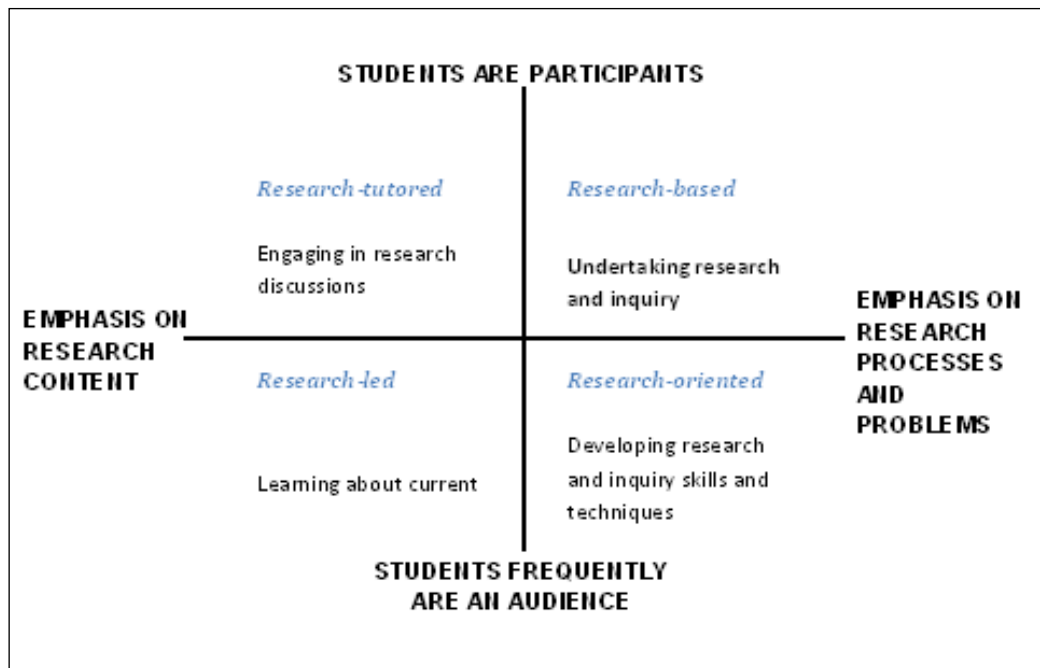 STUDENTS ARE PARTICIPANTS
Research-tutored
Research-based
Engaging in research
discussions
Undertaking research
and inquiry
EMPHASIS ON
RESEARCH
CONTENT
EMPHASIS ON
RESEARCH
PROCESSES
AND
PROBLEMS
Research-led
Research-oriented
Learning about current
Developing research
and inquiry skills and
techniques
STUDENTS FREQUENTLY
ARE AN AUDIENCE